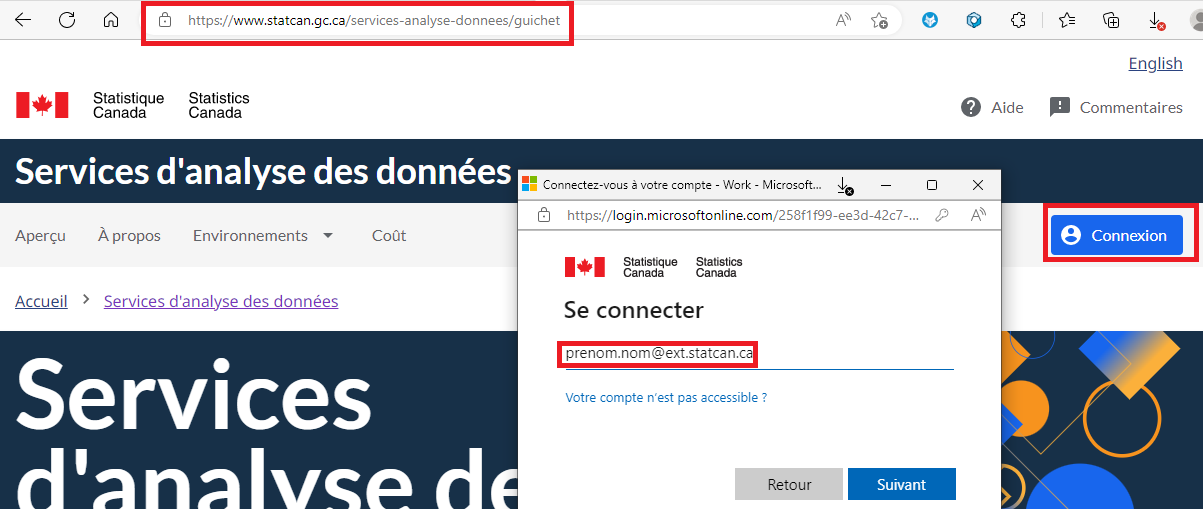 https://www.statcan.gc.ca/services-analyse-donnees/guichet
English
Statistique Canada
Statistics Canada
Aide
Commentaires
Services d'analyse des données
Aperçu
À propos
Environnements
Coût
Connexion
Accueil
Services d'analyse des données
Services
d'analyse de
Connectez-vous à votre compte - Work - Microsoft...
https://login.microsoftonline.com/258f1f99-ee3d-42c7-...
Statistique Canada
Statistics Canada
Se connecter
prenom.nom@ext.statcan.ca
Votre compte n'est pas accessible ?
Retour
Suivant